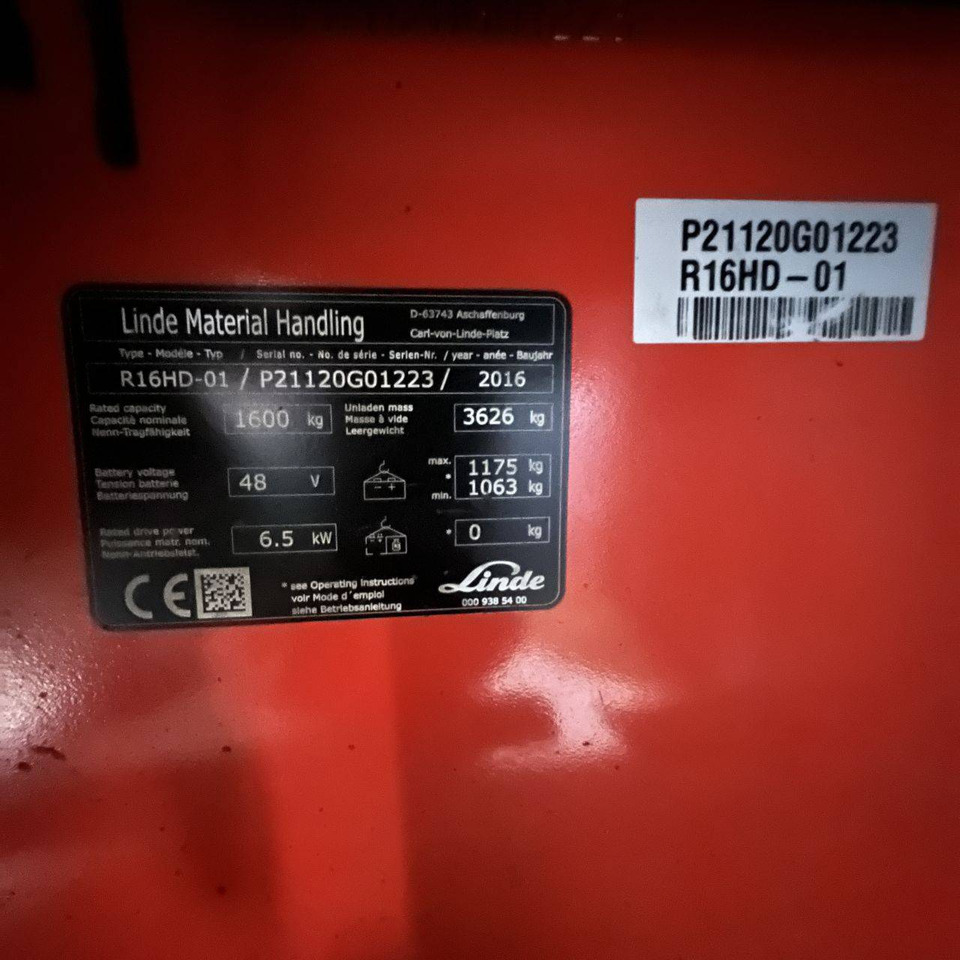 P21120G01223
R16HD-01
Linde Material Handling
D-63743 Aschaffenburg
Carl-von-Linde-Platz
Type - Modèle - Typ / Serial no. - No. de série - Serien-Nr. / year - anée - Baujahr
R16HD-01 / P21120G01223 / 2016
Rated capacity
Capacité nominale
Nenn-Tragfähigkeit
1600 kg
Unladen mass
Masse à vide
Leergewicht
3626 kg
Battery voltage
Tension batterie
Batteriespannung
48 V
max. 1175 kg
*
min. 1063 kg
Rated drive power
Puissance motr. nom.
Nenn-Antriebsleist.
6.5 kW
* 0 kg
CE
* see Operating Instructions
voir Mode d´emploi
siehe Betriebsanleitung
Linde
000 938 54 00